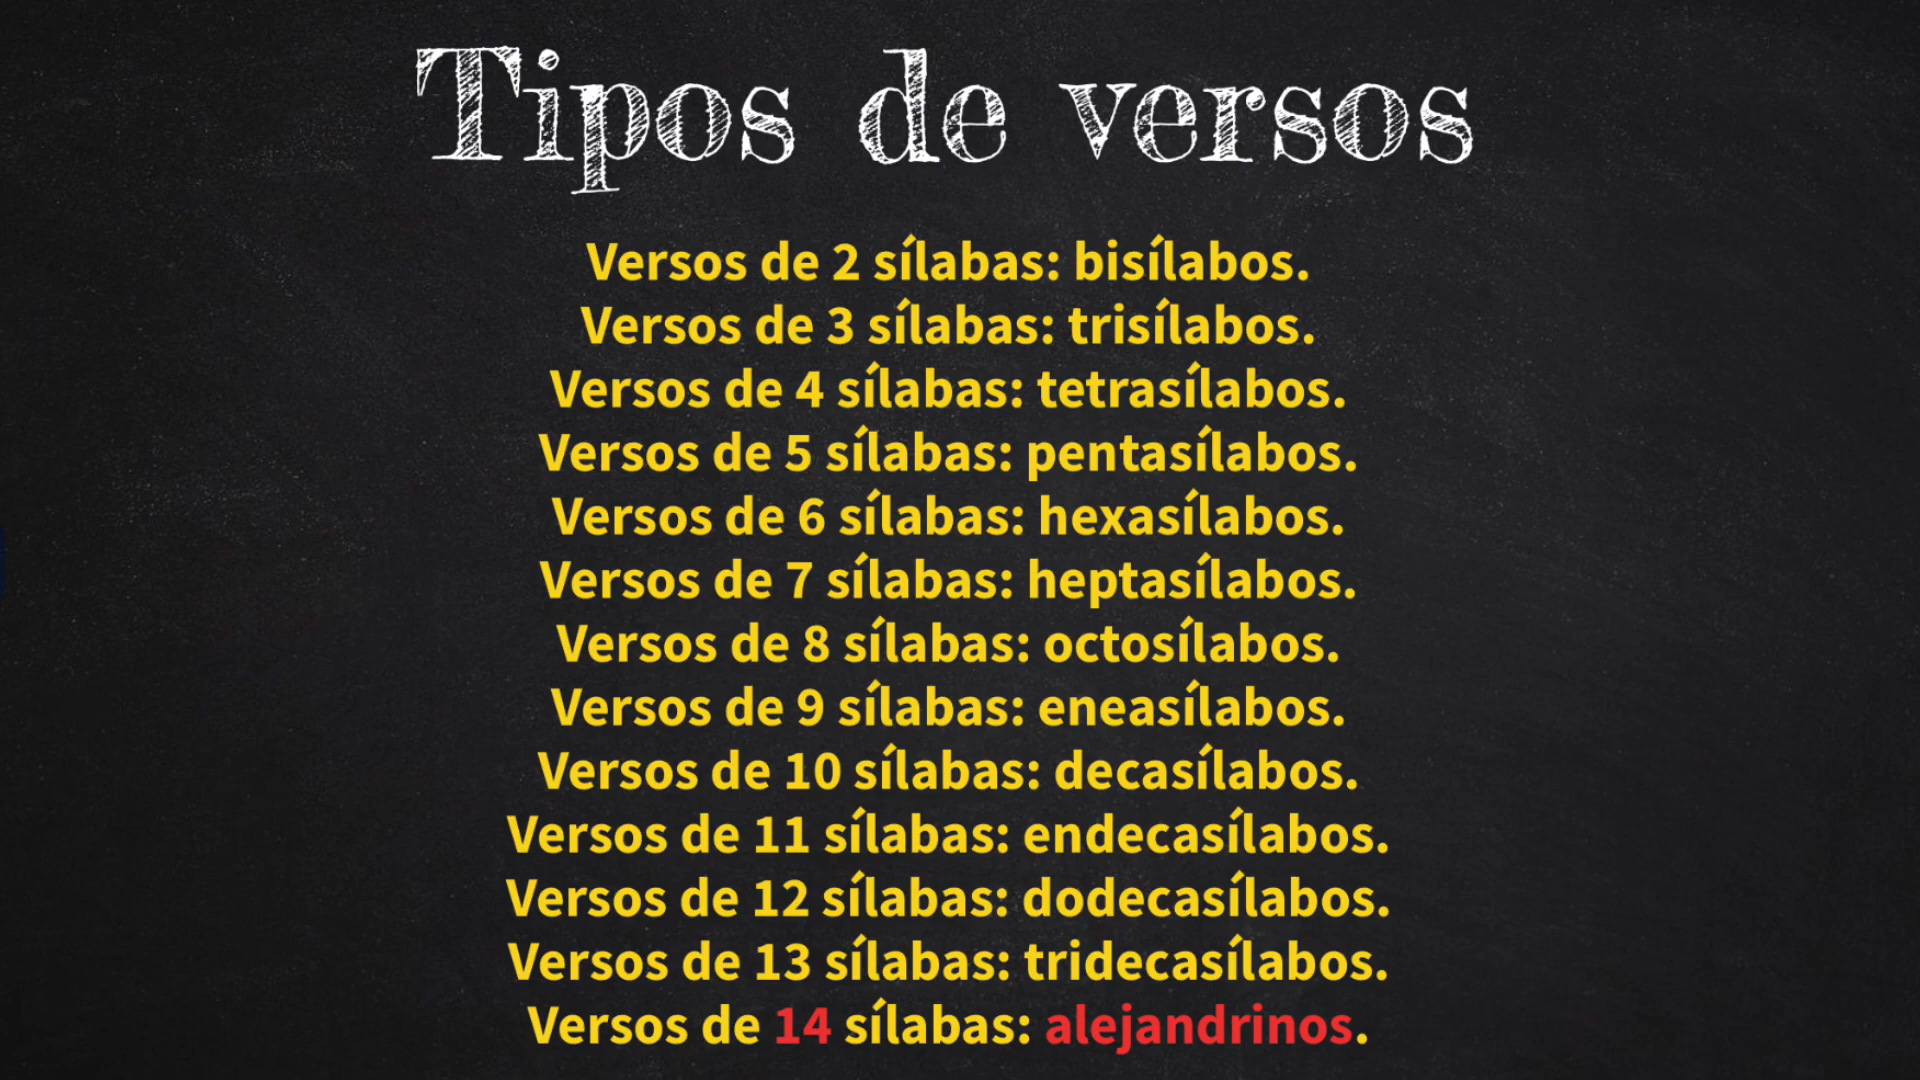 Tipos de versos
Versos de 2 sílabas: bisílabos.
Versos de 3 sílabas: trisílabos.
Versos de 4 sílabas: tetrasílabos.
Versos de 5 sílabas: pentasílabos.
Versos de 6 sílabas: hexasílabos.
Versos de 7 sílabas: heptasílabos.
Versos de 8 sílabas: octosílabos.
Versos de 9 sílabas: eneasílabos.
Versos de 10 sílabas: decasílabos.
Versos de 11 sílabas: endecasílabos.
Versos de 12 sílabas: dodecasílabos.
Versos de 13 sílabas: tridecasílabos.
Versos de 14 sílabas: alejandrinos.